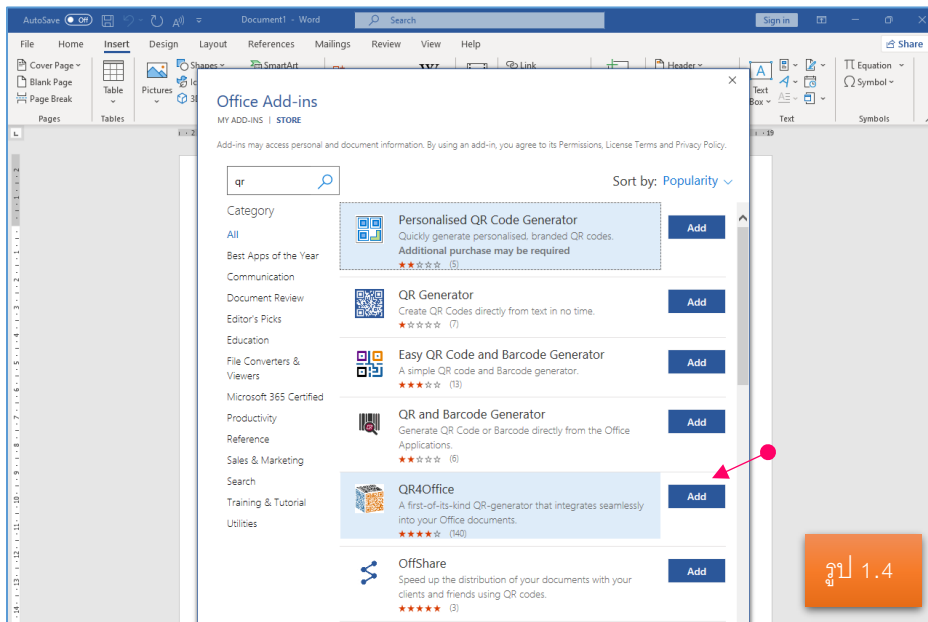 AutoSave Off Document1 - Word Search Sign in
File Home Insert Design Layout References Mailings Review View Help Share
Cover Page
Blank Page
Page Break
Pages
Table
Tables
Pictures
Shapes
SmartArt
Link
Header
Text
Box
Text
Equation
Symbol
Symbols
Office Add-ins
MY ADD-INS | STORE
Add-ins may access personal and document information. By using an add-in, you agree to its Permissions, License Terms and Privacy Policy.
qr
Sort by: Popularity
Category
All
Best Apps of the Year
Communication
Document Review
Editor's Picks
Education
File Converters &
Viewers
Microsoft 365 Certified
Productivity
Reference
Sales & Marketing
Search
Training & Tutorial
Utilities
Personalised QR Code Generator
Quickly generate personalised, branded QR codes.
Additional purchase may be required
(5)
Add
QR Generator
Create QR Codes directly from text in no time.
(7)
Add
Easy QR Code and Barcode Generator
A simple QR code and Barcode generator.
(13)
Add
QR and Barcode Generator
Generate QR Code or Barcode directly from the Office
Applications.
(6)
Add
QR4Office
A first-of-its-kind QR-generator that integrates seamlessly
into your Office documents.
(140)
Add
OffShare
Speed up the distribution of your documents with your
clients and friends using QR codes.
(3)
Add
รูป 1.4